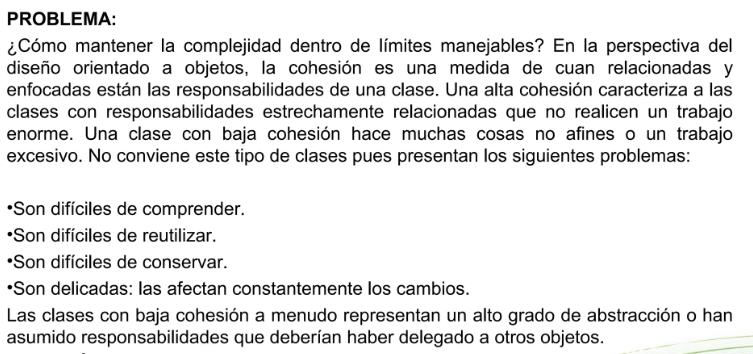 PROBLEMA:
¿Cómo mantener la complejidad dentro de límites manejables? En la perspectiva del
diseño orientado a objetos, la cohesión es una medida de cuan relacionadas y
enfocadas están las responsabilidades de una clase. Una alta cohesión caracteriza a las
clases con responsabilidades estrechamente relacionadas que no realicen un trabajo
enorme. Una clase con baja cohesión hace muchas cosas no afines o un trabajo
excesivo. No conviene este tipo de clases pues presentan los siguientes problemas:
•Son difíciles de comprender.
•Son difíciles de reutilizar.
•Son difíciles de conservar.
•Son delicadas: las afectan constantemente los cambios.
Las clases con baja cohesión a menudo representan un alto grado de abstracción o han
asumido responsabilidades que deberían haber delegado a otros objetos.